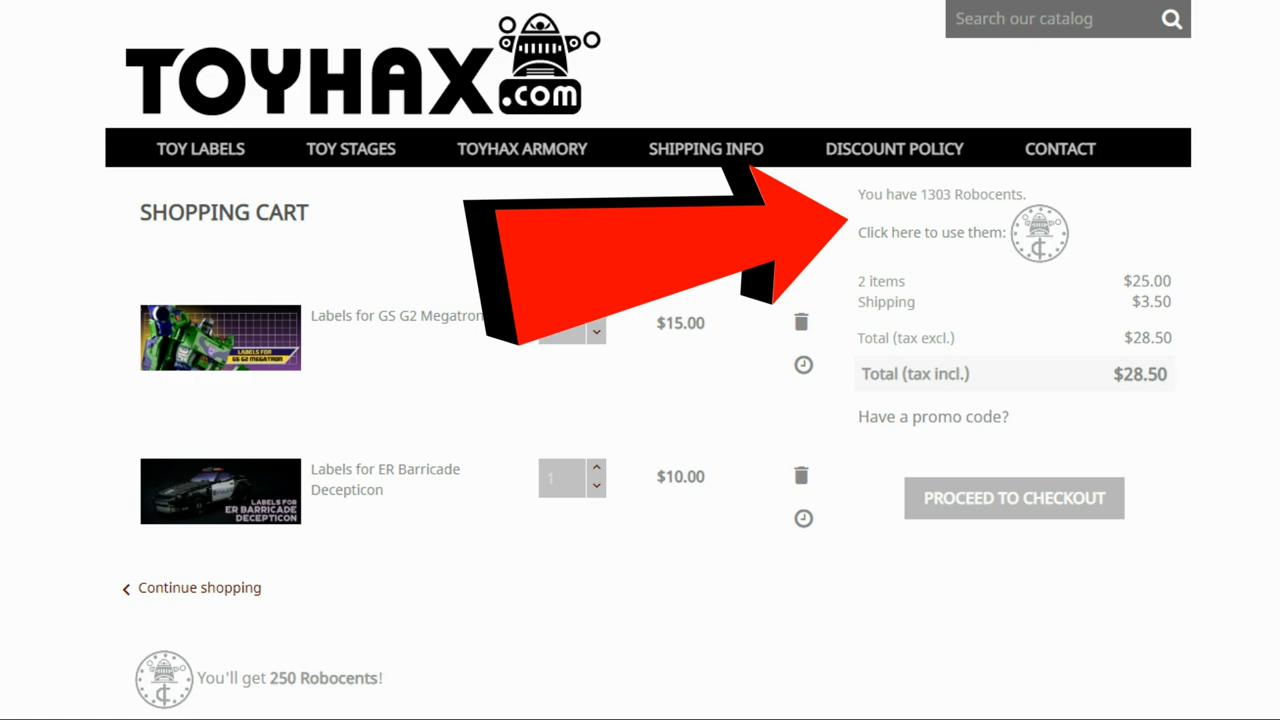 Search our catalog
TOYHAX
.com
TOY LABELS TOY STAGES TOYHAX ARMORY SHIPPING INFO DISCOUNT POLICY CONTACT
SHOPPING CART
You have 1303 Robocents.
Click here to use them:
Labels for GS G2 Megatron
$15.00
LABELS FOR
GS G2 MEGATRON
Labels for ER Barricade
Decepticon
1
$10.00
LABELS FOR
ER BARRICADE
DECEPTICON
2 items $25.00
Shipping $3.50
Total (tax excl.) $28.50
Total (tax incl.) $28.50
Have a promo code?
PROCEED TO CHECKOUT
Continue shopping
You'll get 250 Robocents!